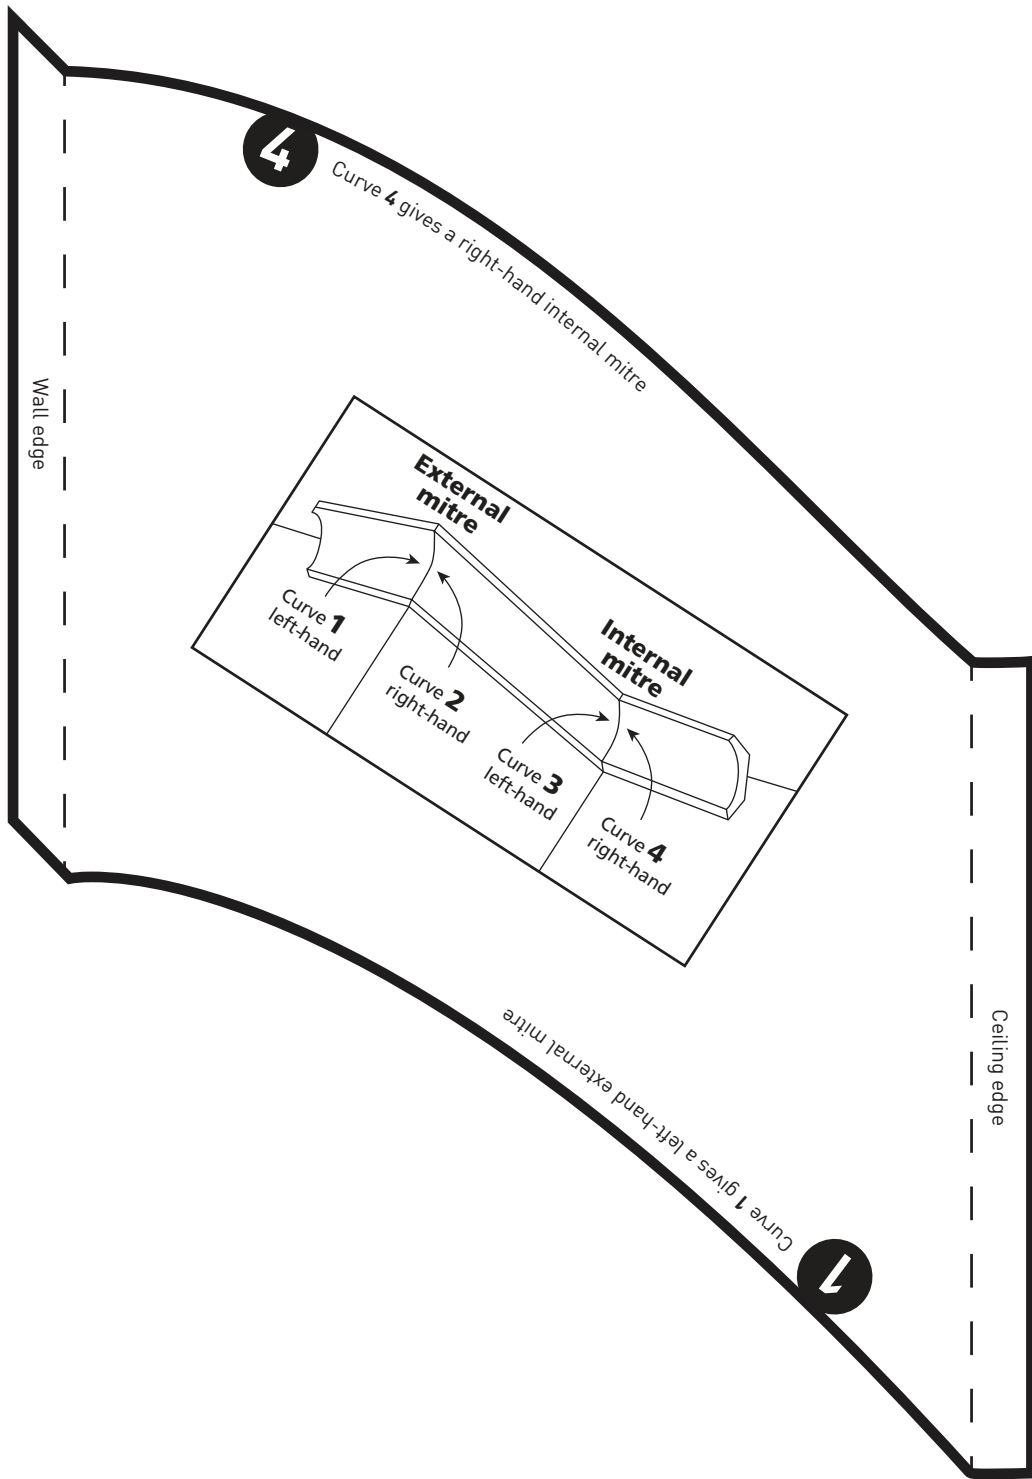 4
Curve 4 gives a right-hand internal mitre
Wall edge
External
mitre
Curve 1
left-hand
Curve 2
right-hand
Internal
mitre
Curve 3
left-hand
Curve 4
right-hand
Ceiling edge
Curve 1 gives a left-hand external mitre
1